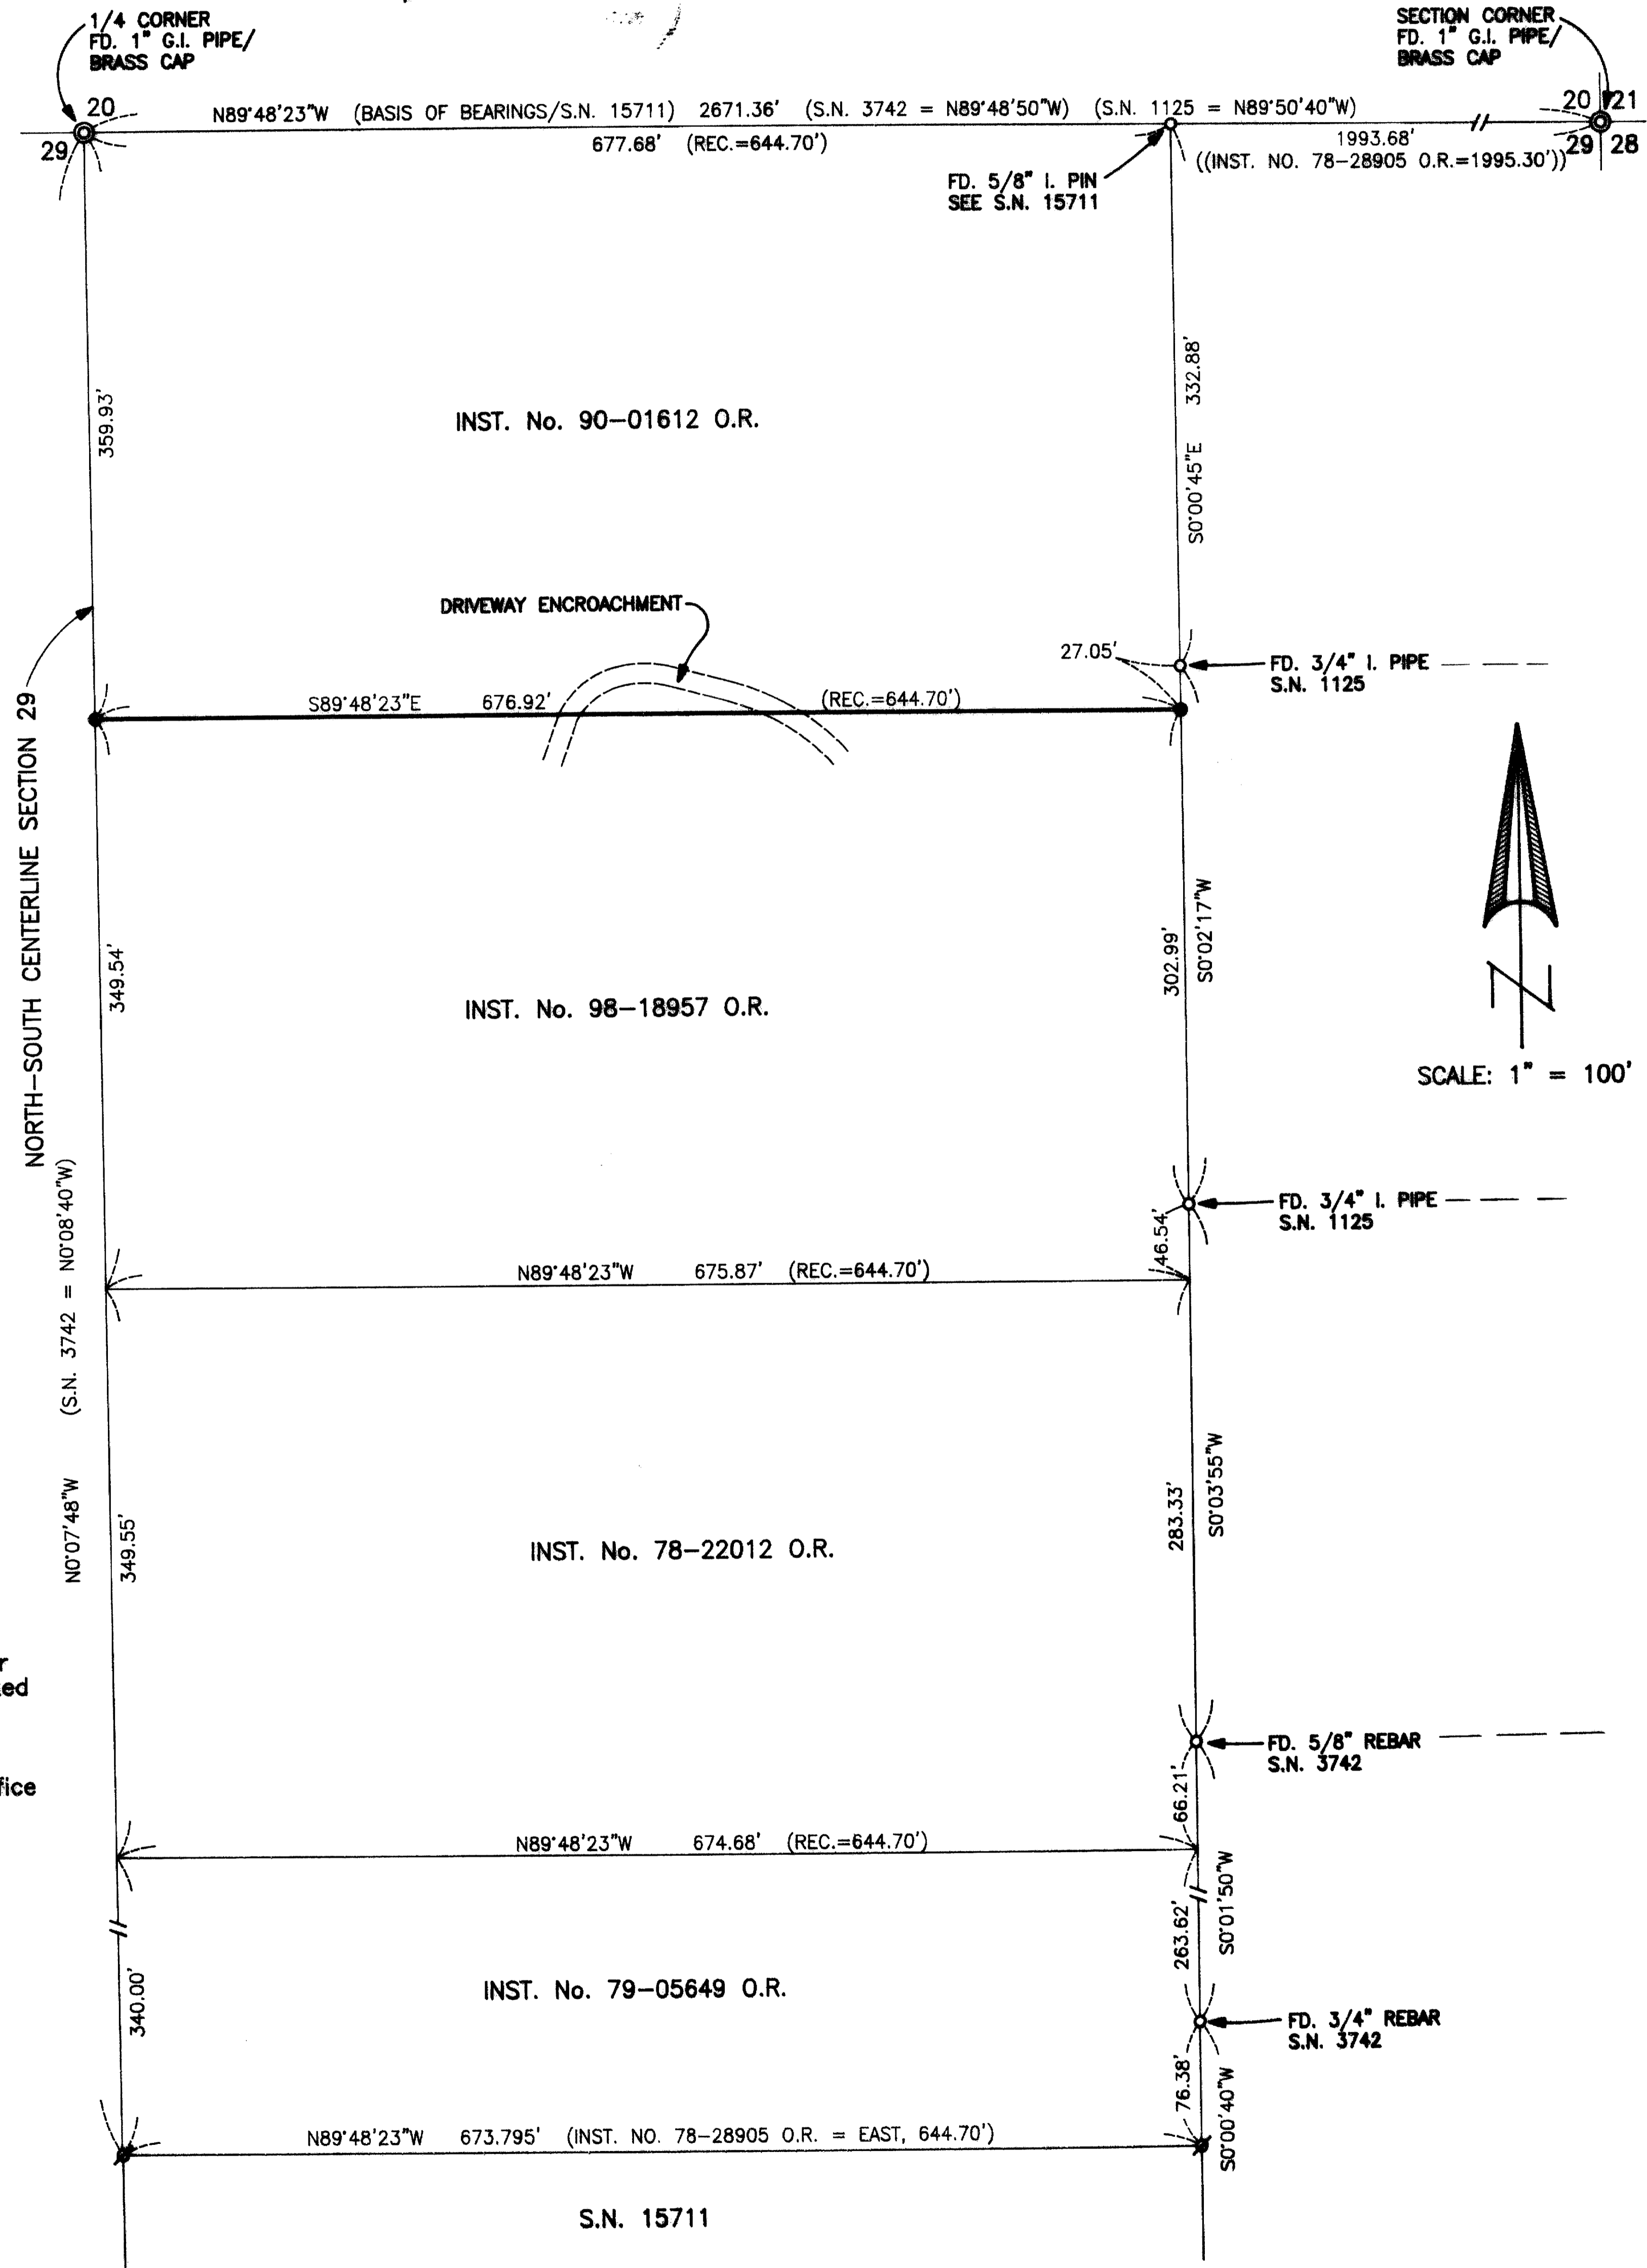 1/4 CORNER
FD. 1" G.I. PIPE/
BRASS CAP
SECTION CORNER
FD. 1" G.I. PIPE/
BRASS CAP
20
29
N89°48'23"W (BASIS OF BEARINGS/S.N. 15711) 2671.36' (S.N. 3742 = N89°48'50"W) (S.N. 1125 = N89°50'40"W)
20 21
29 28
677.68' (REC.=644.70')
1993.68'
((INST. NO. 78-28905 O.R.=1995.30'))
FD. 5/8" I. PIN
SEE S.N. 15711
359.93'
332.88'
S0°00'45"E
INST. No. 90-01612 O.R.
DRIVEWAY ENCROACHMENT
27.05'
FD. 3/4" I. PIPE
S.N. 1125
S89°48'23"E 676.92' (REC.=644.70')
NORTH-SOUTH CENTERLINE SECTION 29
349.54'
302.99'
S0°02'17"W
INST. No. 98-18957 O.R.
N
SCALE: 1" = 100'
FD. 3/4" I. PIPE
S.N. 1125
46.54'
N89°48'23"W 675.87' (REC.=644.70')
N0°07'48"W (S.N. 3742 = N0°08'40"W)
349.55'
283.33'
S0°03'55"W
INST. No. 78-22012 O.R.
r
ed
fice
FD. 5/8" REBAR
S.N. 3742
66.21'
N89°48'23"W 674.68' (REC.=644.70')
263.62'
S0°01'50"W
340.00'
INST. No. 79-05649 O.R.
FD. 3/4" REBAR
S.N. 3742
76.38'
S0°00'40"W
N89°48'23"W 673.795' (INST. NO. 78-28905 O.R. = EAST, 644.70')
S.N. 15711